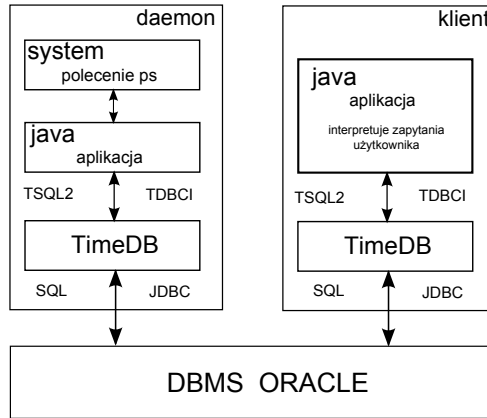 daemon
system
polecenie ps
java
aplikacja
TSQL2 TDBCI
TimeDB
SQL JDBC
klient
java
aplikacja
interpretuje zapytania
użytkownika
TSQL2 TDBCI
TimeDB
SQL JDBC
DBMS ORACLE